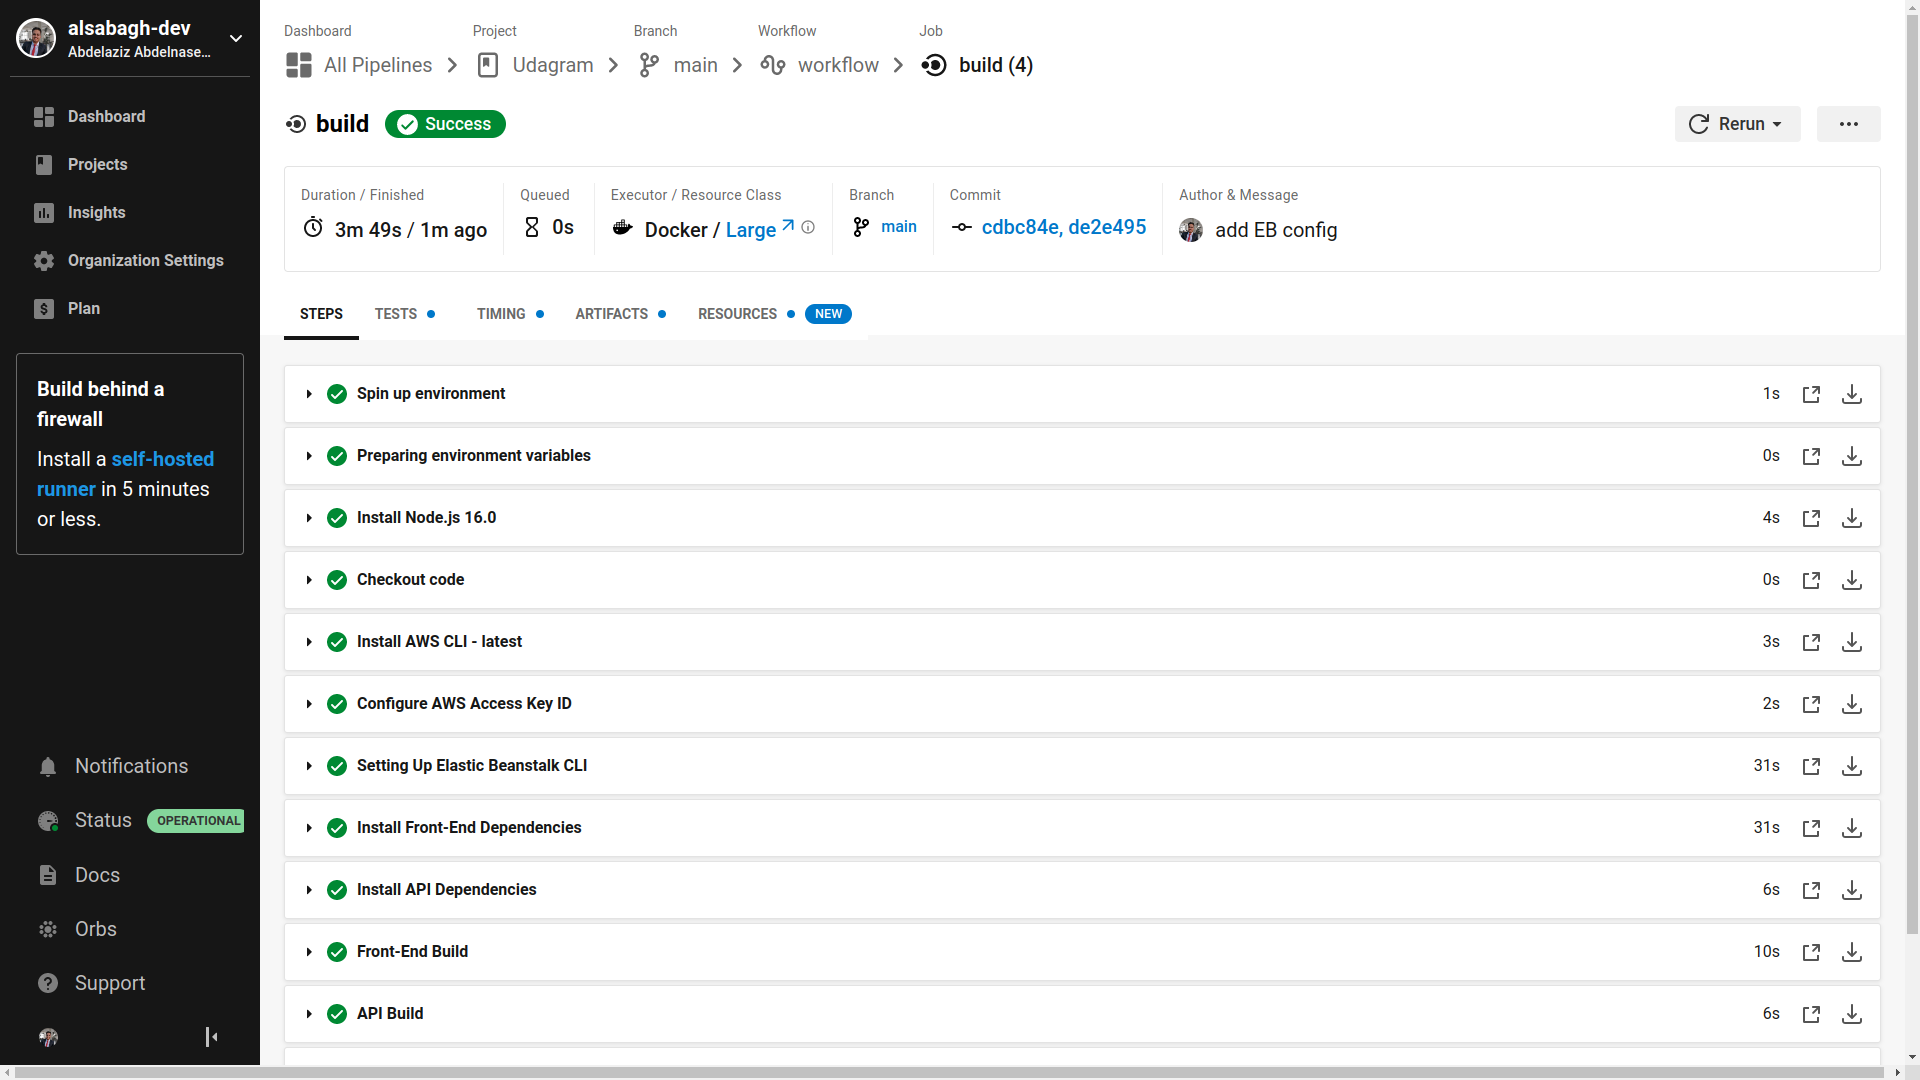 alsabagh-dev
Abdelaziz Abdelnase...
Dashboard
Projects
Insights
Organization Settings
Plan
Build behind a
firewall
Install a self-hosted
runner in 5 minutes
or less.
Notifications
Status OPERATIONAL
Docs
Orbs
Support
Dashboard Project Branch Workflow Job
All Pipelines Udagram main workflow build (4)
build Success Rerun
Duration / Finished Queued Executor / Resource Class Branch Commit Author & Message
3m 49s / 1m ago 0s Docker / Large main cdbc84e, de2e495 add EB config
STEPS TESTS TIMING ARTIFACTS RESOURCES NEW
Spin up environment 1s
Preparing environment variables 0s
Install Node.js 16.0 4s
Checkout code 0s
Install AWS CLI - latest 3s
Configure AWS Access Key ID 2s
Setting Up Elastic Beanstalk CLI 31s
Install Front-End Dependencies 31s
Install API Dependencies 6s
Front-End Build 10s
API Build 6s